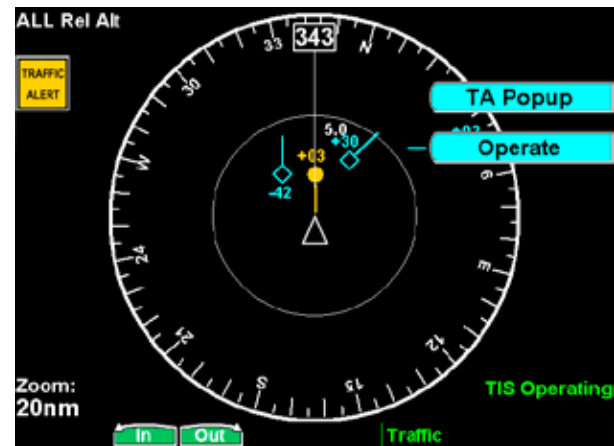 ALL Rel Alt
33
343
N
TRAFFIC
ALERT
30
TA Popup
5.0
+30
+03
Operate
W
-42
6
24
E
21
12
S
15
Zoom:
20nm
TIS Operating
In
Out
Traffic